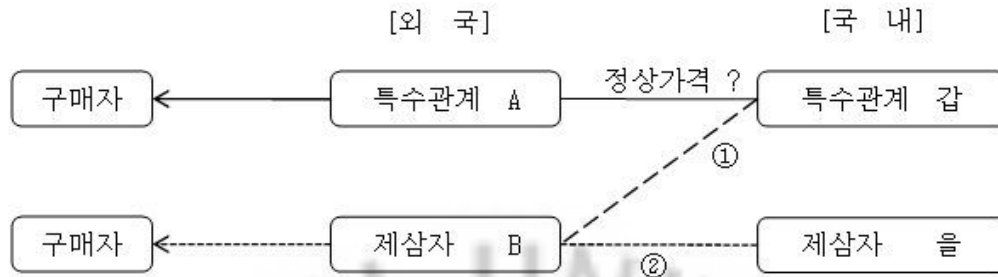 [외 국] [국 내]
정상가격 ?
구매자 특수관계 A 특수관계 갑
①
구매자 제삼자 B 제삼자 을
②